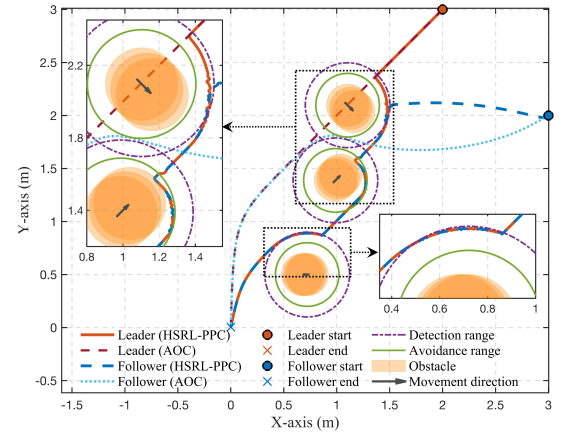 3
2.5
2
1.5
1
0.5
0
-0.5
Y-axis (m)
2.2
1.8
1.4
0.8 1 1.2 1.4
0.4 0.6 0.8 1
Leader (HSRL-PPC) Leader start Detection range
Leader (AOC) Leader end Avoidance range
Follower (HSRL-PPC) Follower start Obstacle
Follower (AOC) Follower end Movement direction
-1.5 -1 -0.5 0 0.5 1 1.5 2 2.5 3
X-axis (m)